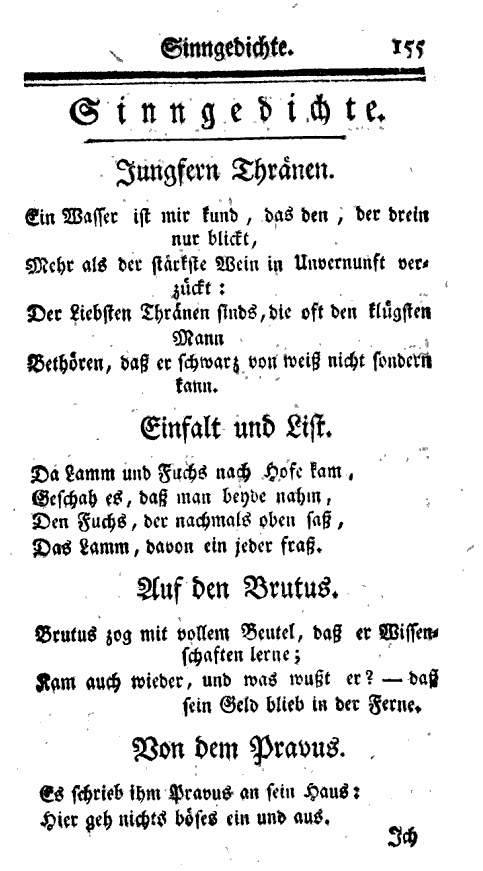 Sinngedichte. 155
Sinngedichte.
Jungfern Thränen.
Ein Wasser ist mir kund, das den, der drein
nur blickt,
Mehr als der stärkste Wein in Unvernunft ver-
zückt:
Der Liebsten Thränen sinds, die oft den klügsten
Mann
Bethören, daß er schwarz von weiß nicht sondern
kann.
Einfalt und List.
Da Lamm und Fuchs nach Hofe kam,
Geschah es, daß man beyde nahm,
Den Fuchs, der nachmals oben saß,
Das Lamm, davon ein jeder fraß.
Auf den Brutus.
Brutus zog mit vollem Beutel, daß er Wissen-
schaften lerne;
Kam auch wieder, und was wußt er? — daß
sein Geld blieb in der Ferne.
Von dem Pravus.
Es schrieb ihm Pravus an sein Haus:
Hier geh nichts böses ein und aus.
Ich